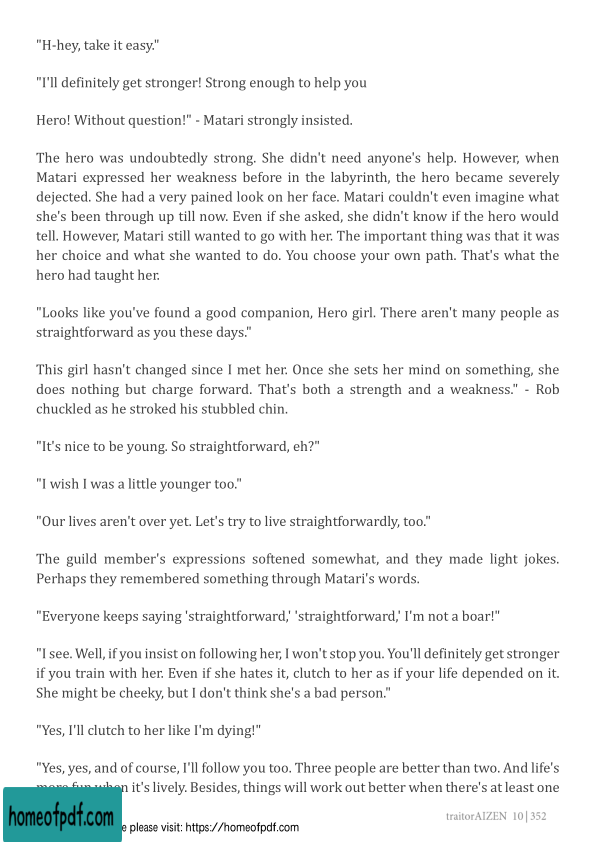 "H-hey, take it easy."
"I'll definitely get stronger! Strong enough to help you
Hero! Without question!" - Matari strongly insisted.
The hero was undoubtedly strong. She didn't need anyone's help. However, when
Matari expressed her weakness before in the labyrinth, the hero became severely
dejected. She had a very pained look on her face. Matari couldn't even imagine what
she's been through up till now. Even if she asked, she didn't know if the hero would
tell. However, Matari still wanted to go with her. The important thing was that it was
her choice and what she wanted to do. You choose your own path. That's what the
hero had taught her.
"Looks like you've found a good companion, Hero girl. There aren't many people as
straightforward as you these days."
This girl hasn't changed since I met her. Once she sets her mind on something, she
does nothing but charge forward. That's both a strength and a weakness." - Rob
chuckled as he stroked his stubbled chin.
"It's nice to be young. So straightforward, eh?"
"I wish I was a little younger too."
"Our lives aren't over yet. Let's try to live straightforwardly, too."
The guild member's expressions softened somewhat, and they made light jokes.
Perhaps they remembered something through Matari's words.
"Everyone keeps saying 'straightforward,' 'straightforward,' I'm not a boar!"
"I see. Well, if you insist on following her, I won't stop you. You'll definitely get stronger
if you train with her. Even if she hates it, clutch to her as if your life depended on it.
She might be cheeky, but I don't think she's a bad person."
"Yes, I'll clutch to her like I'm dying!"
"Yes, yes, and of course, I'll follow you too. Three people are better than two. And life's
more fun when it's lively. Besides, things will work out better when there's at least one
traitorAIZEN 10|352
homeofpdf.com
please visit: https://homeofpdf.com